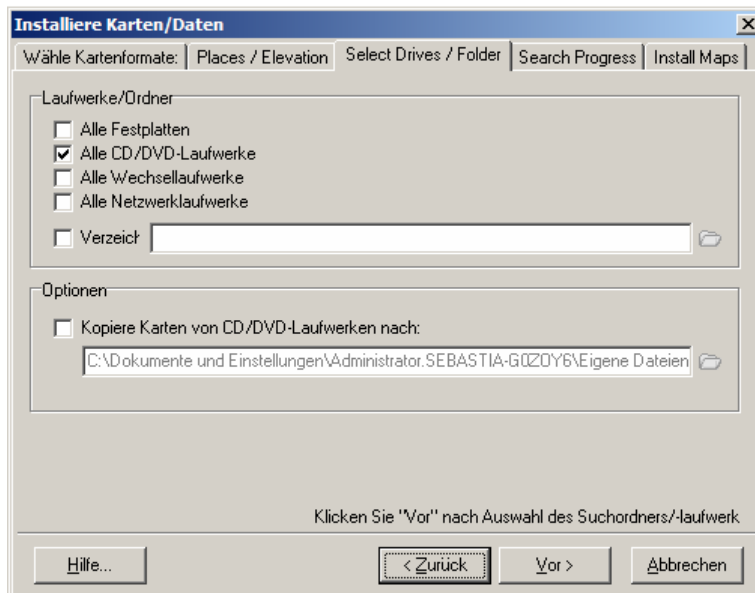 Installiere Karten/Daten
Wähle Kartenformate: Places / Elevation Select Drives / Folder Search Progress Install Maps
Laufwerke/Ordner
Alle Festplatten
Alle CD/DVD-Laufwerke
Alle Wechsellaufwerke
Alle Netzwerklaufwerke
Verzeich
Optionen
Kopiere Karten von CD/DVD-Laufwerken nach:
C:\Dokumente und Einstellungen\Administrator.SEBASTIA-G0ZOY6\Eigene Dateien
Klicken Sie "Vor" nach Auswahl des Suchordners/-laufwerk
Hilfe... < Zurück Vor > Abbrechen